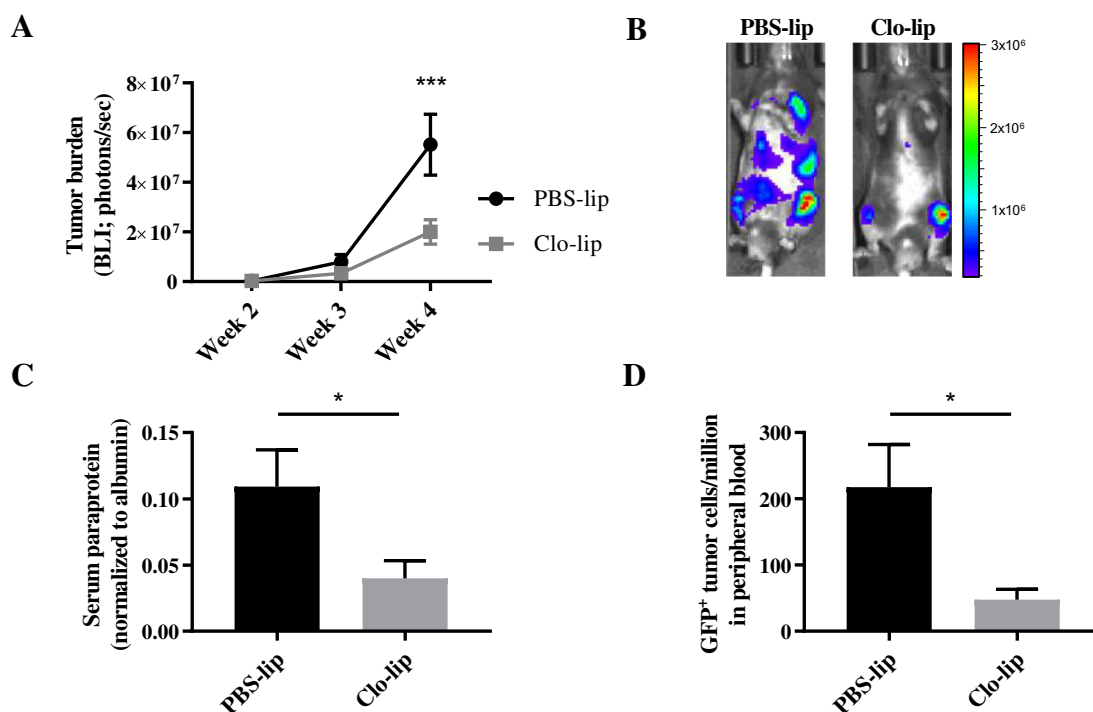 A
Tumor burden
(BLI; photons/sec)
8× 10⁷
6× 10⁷
4× 10⁷
2× 10⁷
0
***
Week 2
Week 3
Week 4
PBS-lip
Clo-lip
B
PBS-lip
Clo-lip
3x10⁶
2x10⁶
1x10⁶
C
Serum paraprotein
(normalized to albumin)
0.15
0.10
0.05
0.00
*
PBS-lip
Clo-lip
D
GFP⁺ tumor cells/million
in peripheral blood
300
200
100
0
*
PBS-lip
Clo-lip